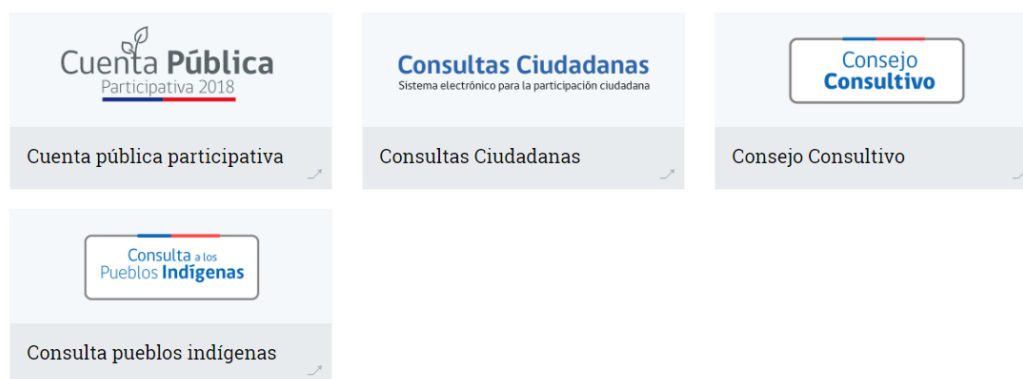 Cuenta Pública
Participativa 2018
Cuenta pública participativa
Consultas Ciudadanas
Sistema electrónico para la participación ciudadana
Consultas Ciudadanas
Consejo
Consultivo
Consejo Consultivo
Consulta a los
Pueblos Indígenas
Consulta pueblos indígenas